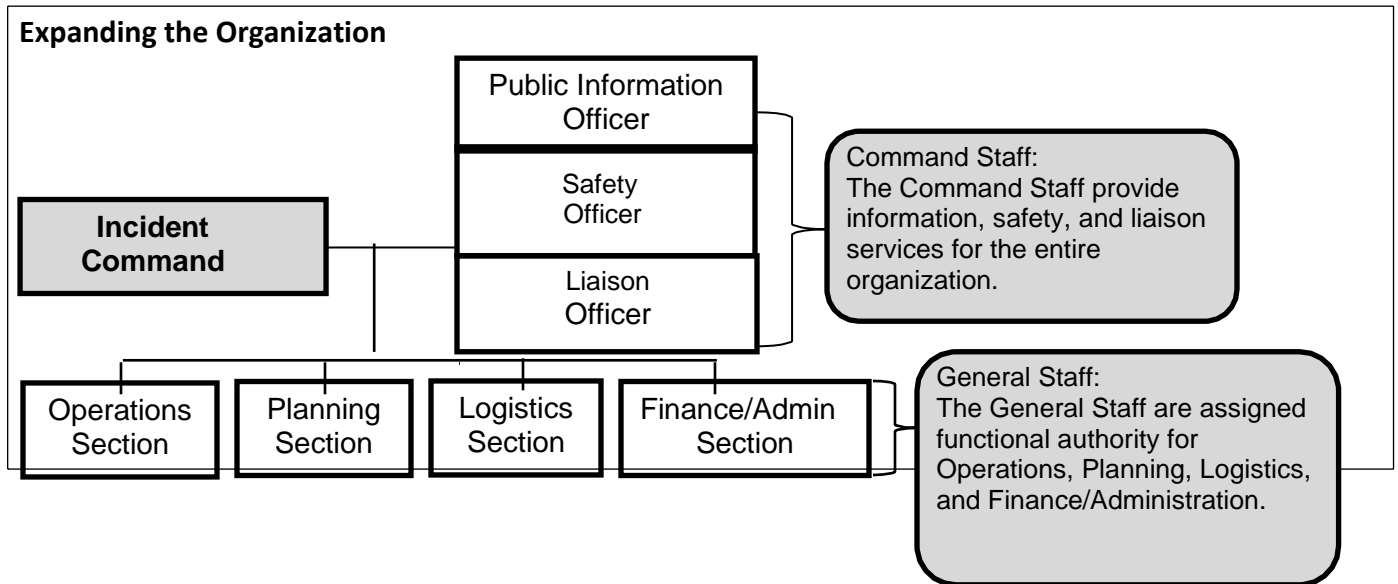 Expanding the Organization
Public Information
Officer
Safety
Officer
Liaison
Officer
Incident
Command
Command Staff:
The Command Staff provide
information, safety, and liaison
services for the entire
organization.
Operations
Section
Planning
Section
Logistics
Section
Finance/Admin
Section
General Staff:
The General Staff are assigned
functional authority for
Operations, Planning, Logistics,
and Finance/Administration.